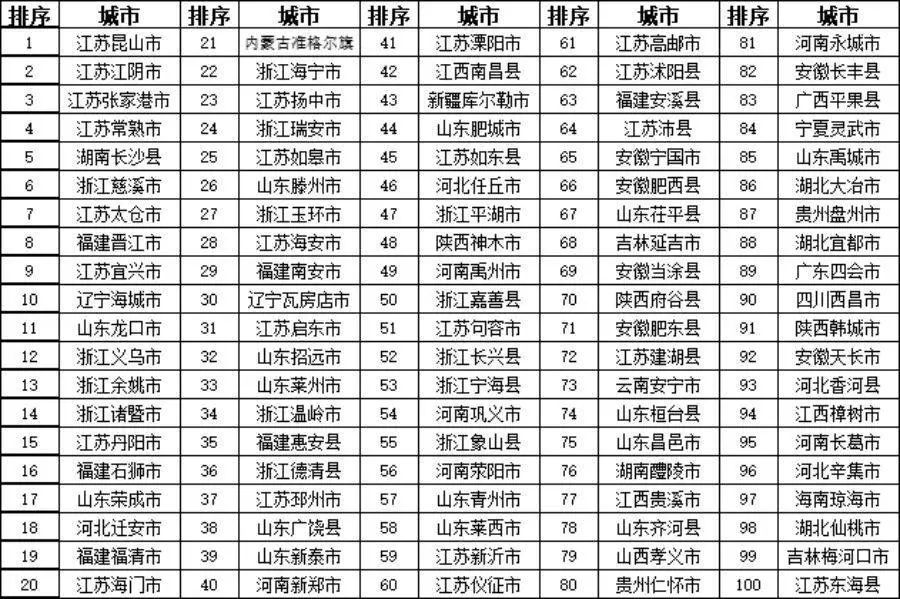 排序 城市 排序 城市 排序 城市 排序 城市 排序 城市
1 江苏昆山市 21 内蒙古准格尔旗 41 江苏溧阳市 61 江苏高邮市 81 河南永城市
2 江苏江阴市 22 浙江海宁市 42 江西南昌县 62 江苏沭阳县 82 安徽长丰县
3 江苏张家港市 23 江苏扬中市 43 新疆库尔勒市 63 福建安溪县 83 广西平果县
4 江苏常熟市 24 浙江瑞安市 44 山东肥城市 64 江苏沛县 84 宁夏灵武市
5 湖南长沙县 25 江苏如皋市 45 江苏如东县 65 安徽宁国市 85 山东禹城市
6 浙江慈溪市 26 山东滕州市 46 河北任丘市 66 安徽肥西县 86 湖北大冶市
7 江苏太仓市 27 浙江玉环市 47 浙江平湖市 67 山东茌平县 87 贵州盘州市
8 福建晋江市 28 江苏海安市 48 陕西神木市 68 吉林延吉市 88 湖北宜都市
9 江苏宜兴市 29 福建南安市 49 河南禹州市 69 安徽当涂县 89 广东四会市
10 辽宁海城市 30 辽宁瓦房店市 50 浙江嘉善县 70 陕西府谷县 90 四川西昌市
11 山东龙口市 31 江苏启东市 51 江苏句容市 71 安徽肥东县 91 陕西韩城市
12 浙江义乌市 32 山东招远市 52 浙江长兴县 72 江苏建湖县 92 安徽天长市
13 浙江余姚市 33 山东莱州市 53 浙江宁海县 73 云南安宁市 93 河北香河县
14 浙江诸暨市 34 浙江温岭市 54 河南巩义市 74 山东桓台县 94 江西樟树市
15 江苏丹阳市 35 福建惠安县 55 浙江象山县 75 山东昌邑市 95 河南长葛市
16 福建石狮市 36 浙江德清县 56 河南荥阳市 76 湖南醴陵市 96 河北辛集市
17 山东荣成市 37 江苏邳州市 57 山东青州市 77 江西贵溪市 97 海南琼海市
18 河北迁安市 38 山东广饶县 58 山东莱西市 78 山东齐河县 98 湖北仙桃市
19 福建福清市 39 山东新泰市 59 江苏新沂市 79 山西孝义市 99 吉林梅河口市
20 江苏海门市 40 河南新郑市 60 江苏仪征市 80 贵州仁怀市 100 江苏东海县